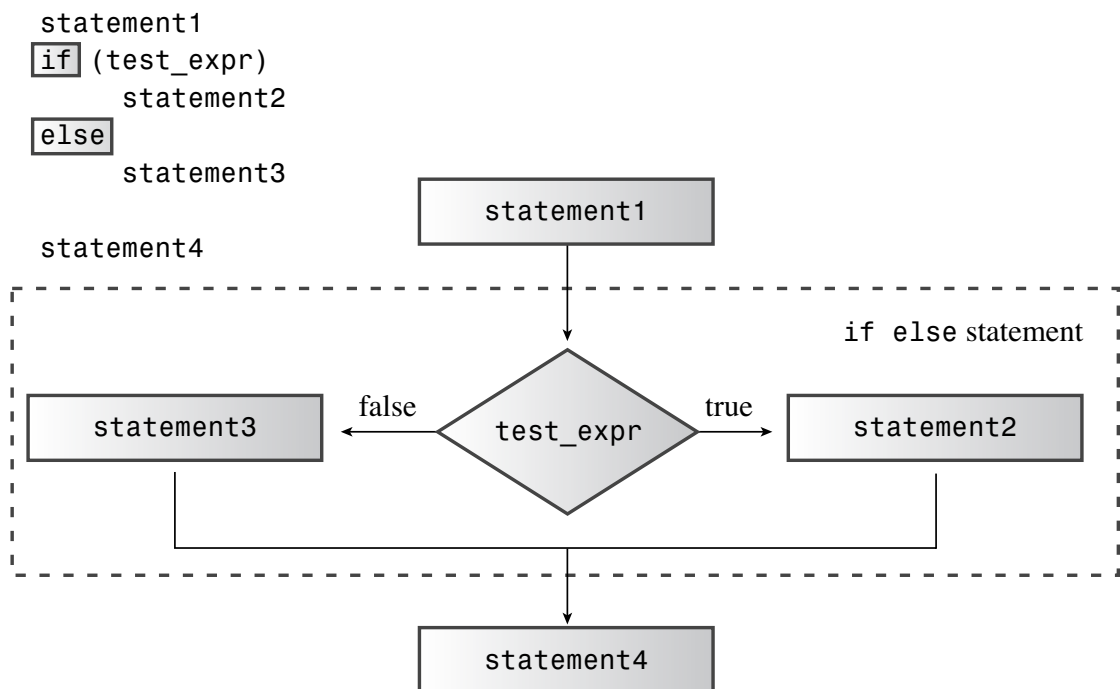 statement1
if (test_expr)
statement2
else
statement3
statement4
statement1
if else statement
false
true
statement3
test_expr
statement2
statement4